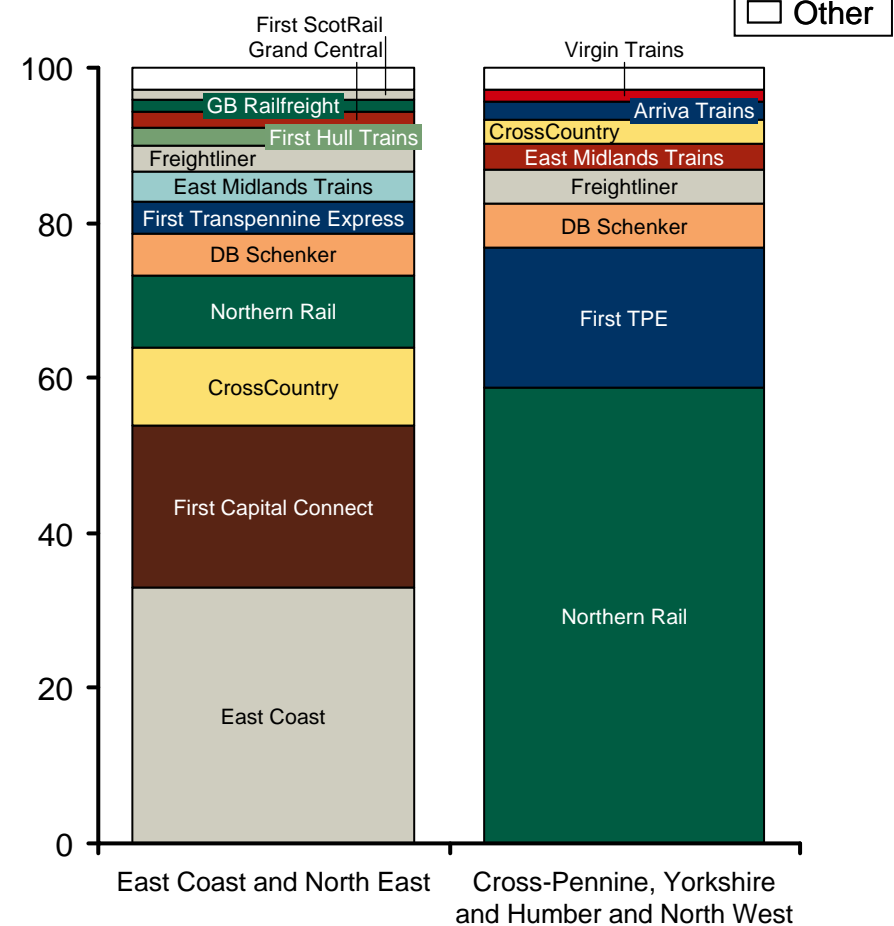 Other
First ScotRail
Grand Central
Virgin Trains
100
80
60
40
20
0
GB Railfreight
First Hull Trains
Freightliner
East Midlands Trains
First Transpennine Express
DB Schenker
Northern Rail
CrossCountry
First Capital Connect
East Coast
Arriva Trains
CrossCountry
East Midlands Trains
Freightliner
DB Schenker
First TPE
Northern Rail
East Coast and North East
Cross-Pennine, Yorkshire
and Humber and North West